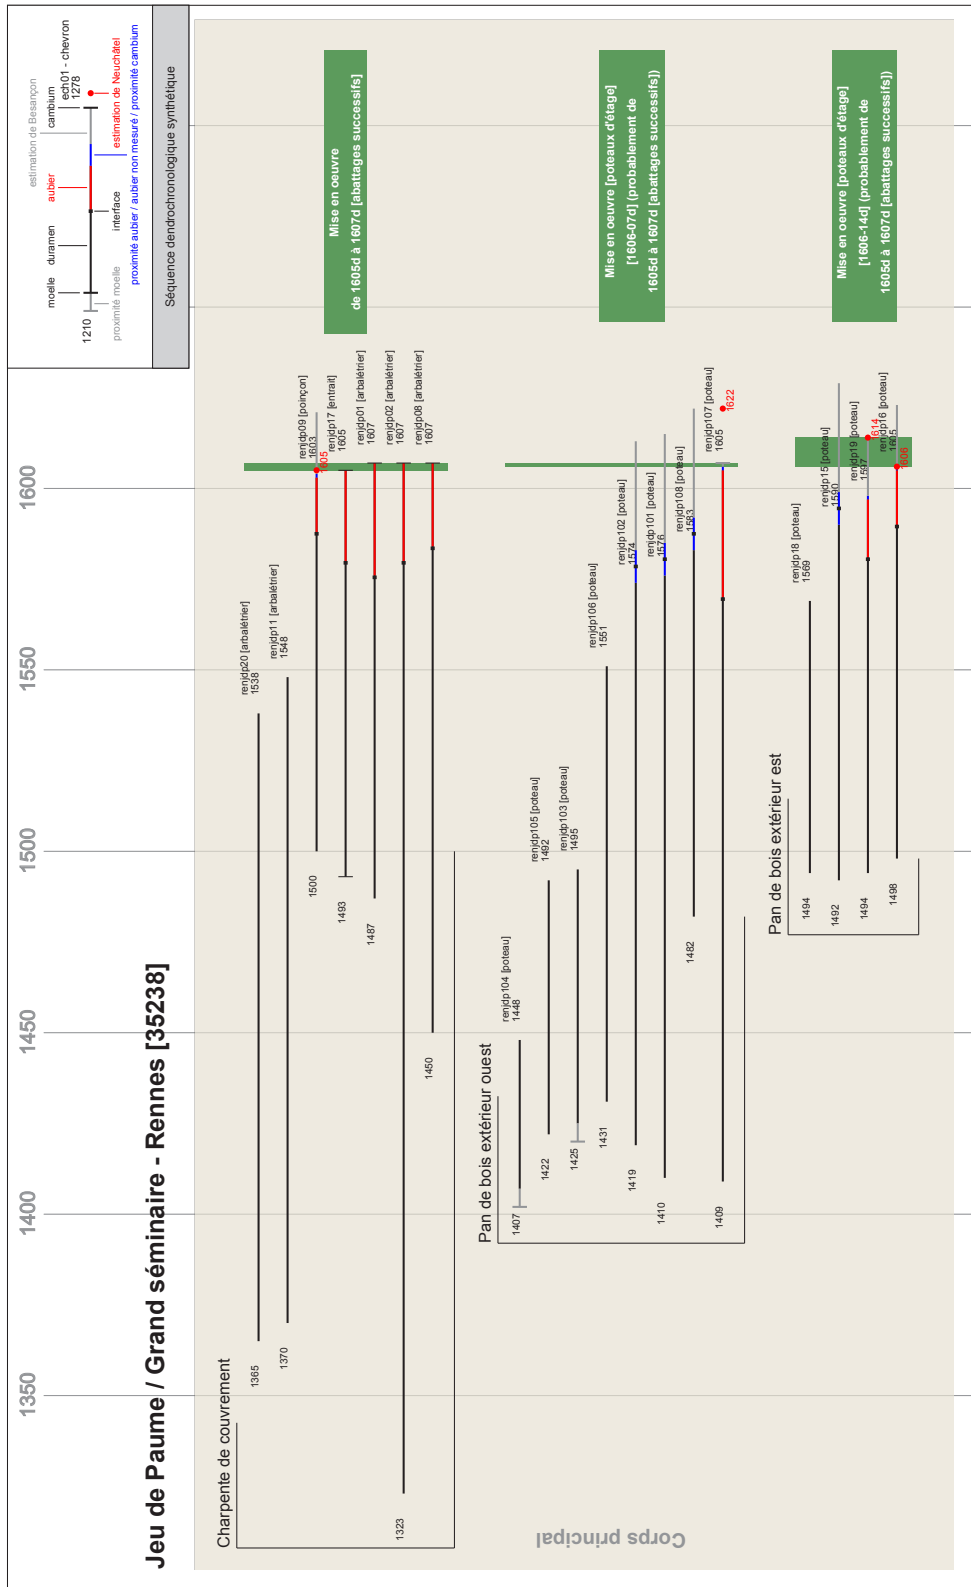 Jeu de Paume / Grand séminaire - Rennes [35238]
1350
1400
1450
1500
1550
1600
moelle
duramen
aubier
estimation de Besançon
cambium
ech01 - chevron
1278
1210
proximité moelle
interface
estimation de Neuchâtel
proximité aubier / aubier non mesuré / proximité cambium
Séquence dendrochronologique synthétique
Charpente de couvrement
1365
renjdp20 [arbalétrier]
1538
1370
renjdp11 [arbalétrier]
1548
1500
renjdp09 [poinçon]
1603
1605
1493
renjdp17 [entrait]
1605
1487
renjdp01 [arbalétrier]
1607
1323
renjdp02 [arbalétrier]
1607
1450
renjdp08 [arbalétrier]
1607
Mise en oeuvre
de 1605d à 1607d [abattages successifs]
Pan de bois extérieur ouest
1407
renjdp104 [poteau]
1448
1422
renjdp105 [poteau]
1492
1425
renjdp103 [poteau]
1495
1431
renjdp106 [poteau]
1551
1419
renjdp102 [poteau]
1574
1410
renjdp101 [poteau]
1576
1482
renjdp108 [poteau]
1583
1409
renjdp107 [poteau]
1605
1622
Mise en oeuvre [poteaux d'étage]
[1606-07d] (probablement de
1605d à 1607d [abattages successifs])
Pan de bois extérieur est
1494
renjdp18 [poteau]
1569
1492
renjdp15 [poteau]
1590
1494
renjdp19 [poteau]
1597
1614
1498
renjdp16 [poteau]
1605
1606
Mise en oeuvre [poteaux d'étage]
[1606-14d] (probablement de
1605d à 1607d [abattages successifs])
Corps principal